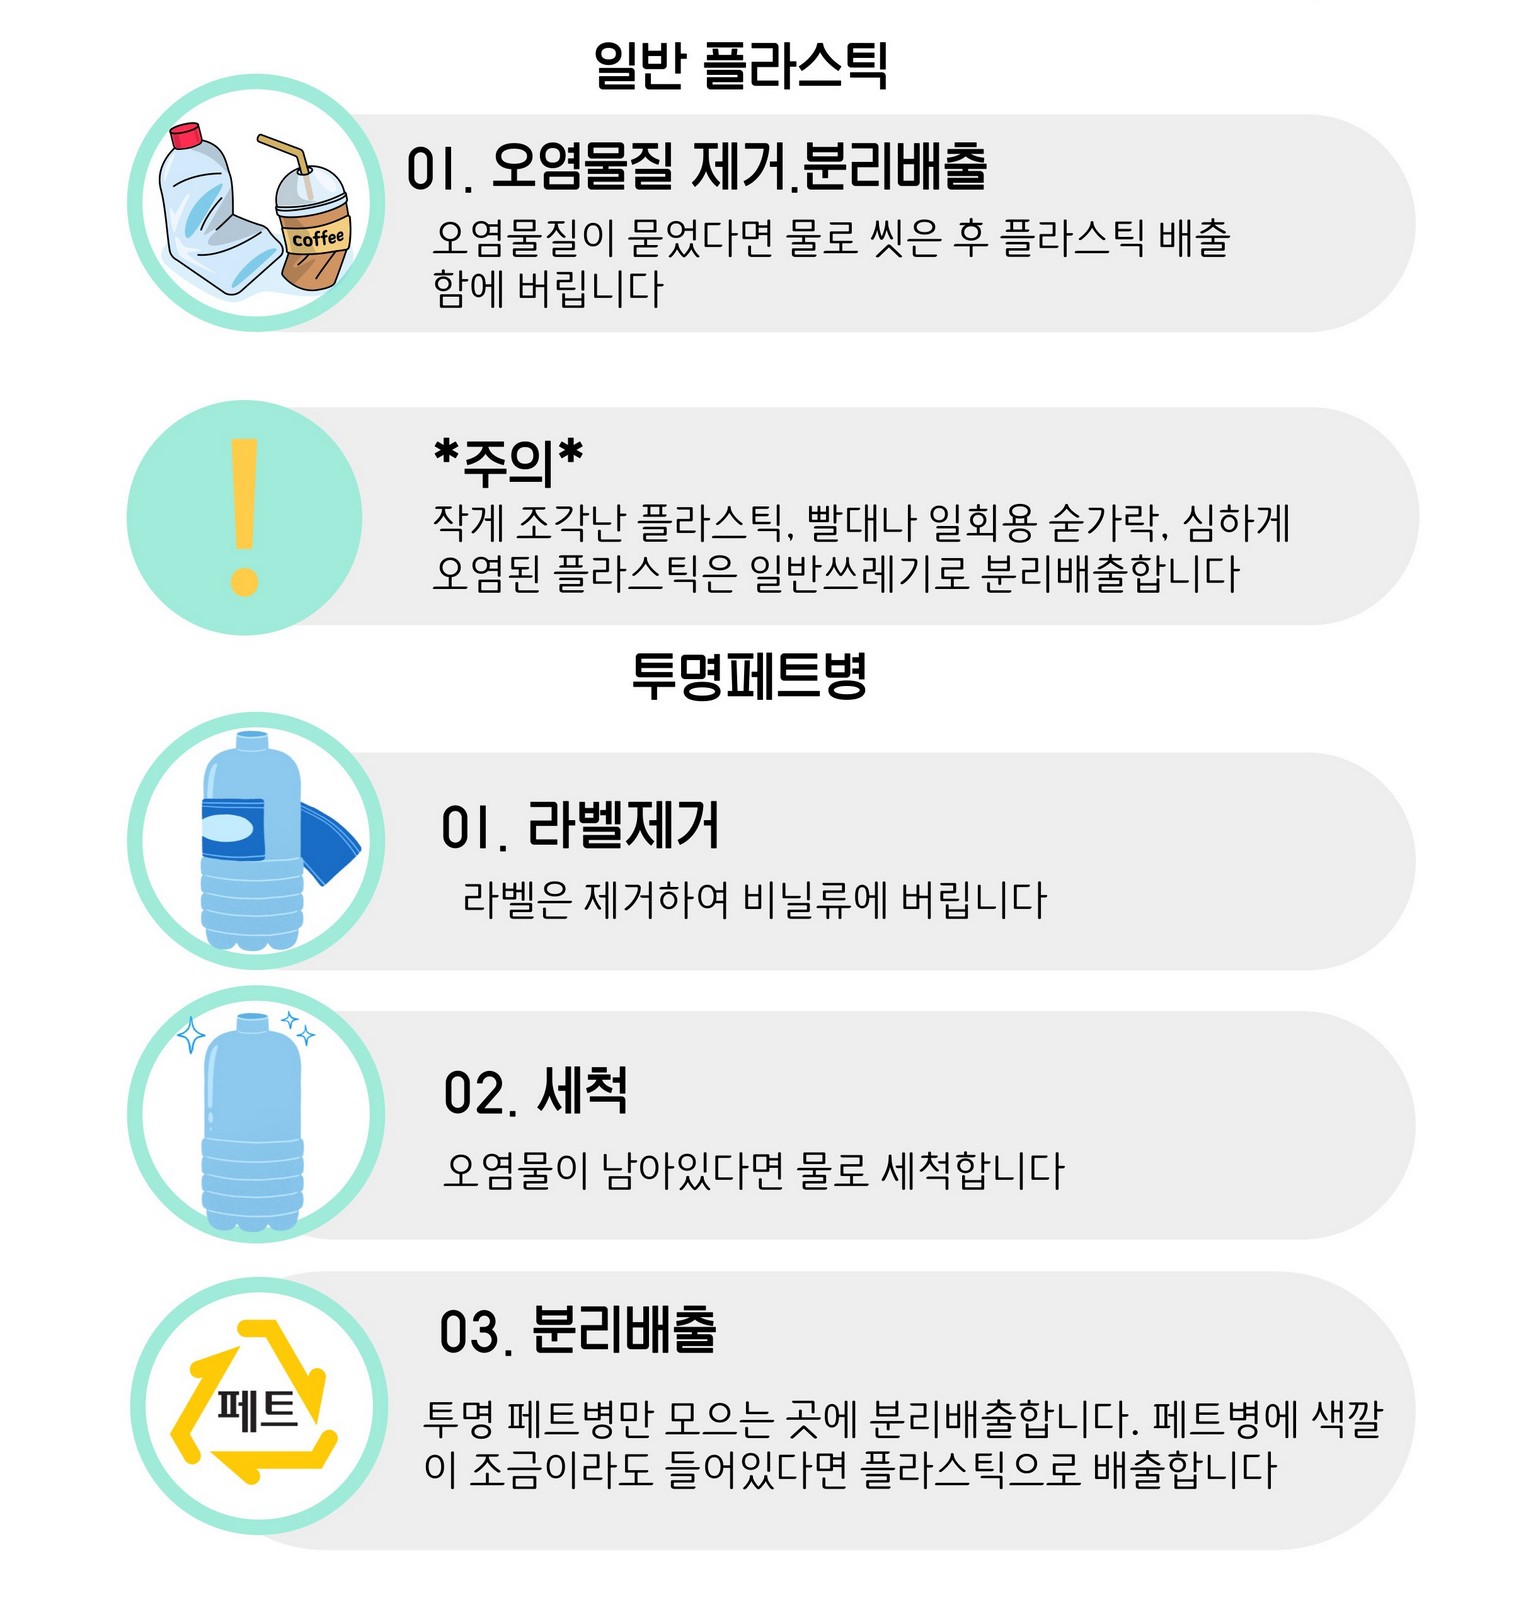 일반 플라스틱
coffee
01. 오염물질 제거.분리배출
오염물질이 묻었다면 물로 씻은 후 플라스틱 배출
함에 버립니다
!
*주의*
작게 조각난 플라스틱, 빨대나 일회용 숟가락, 심하게
오염된 플라스틱은 일반쓰레기로 분리배출합니다
투명페트병
01. 라벨제거
라벨은 제거하여 비닐류에 버립니다
02. 세척
오염물이 남아있다면 물로 세척합니다
페트
03. 분리배출
투명 페트병만 모으는 곳에 분리배출합니다. 페트병에 색깔
이 조금이라도 들어있다면 플라스틱으로 배출합니다